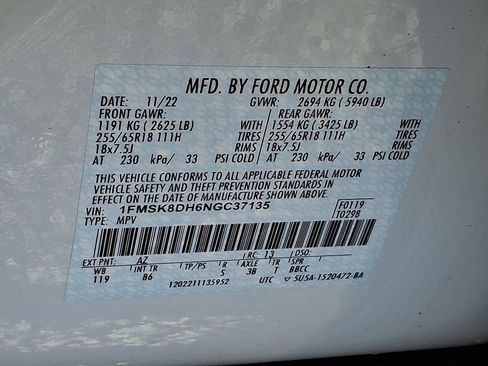 MFD. BY FORD MOTOR CO.
DATE: 11/22 GVWR: 2694 KG ( 5940 LB)
FRONT GAWR: REAR GAWR:
1191 KG ( 2625 LB) WITH 1554 KG ( 3425 LB) WITH
255/65R18 111H TIRES 255/65R18 111H TIRES
18x7.5J RIMS 18x7.5J RIMS
AT 230 kPa/ 33 PSI COLD AT 230 kPa/ 33 PSI COLD
THIS VEHICLE CONFORMS TO ALL APPLICABLE FEDERAL MOTOR
VEHICLE SAFETY AND THEFT PREVENTION STANDARDS IN EFFECT
ON THE DATE OF MANUFACTURE SHOWN ABOVE.
VIN: 1FMSK8DH6NGC37135 F0119
TYPE: MPV T0298
EXT PNT: AZ RC: 13 DSO:
WB INT TR TP/PS R AXLE TR SPR
119 86 S 3B T BBCC
1202211135952 UTC ▽ 5U5A-1520472-BA